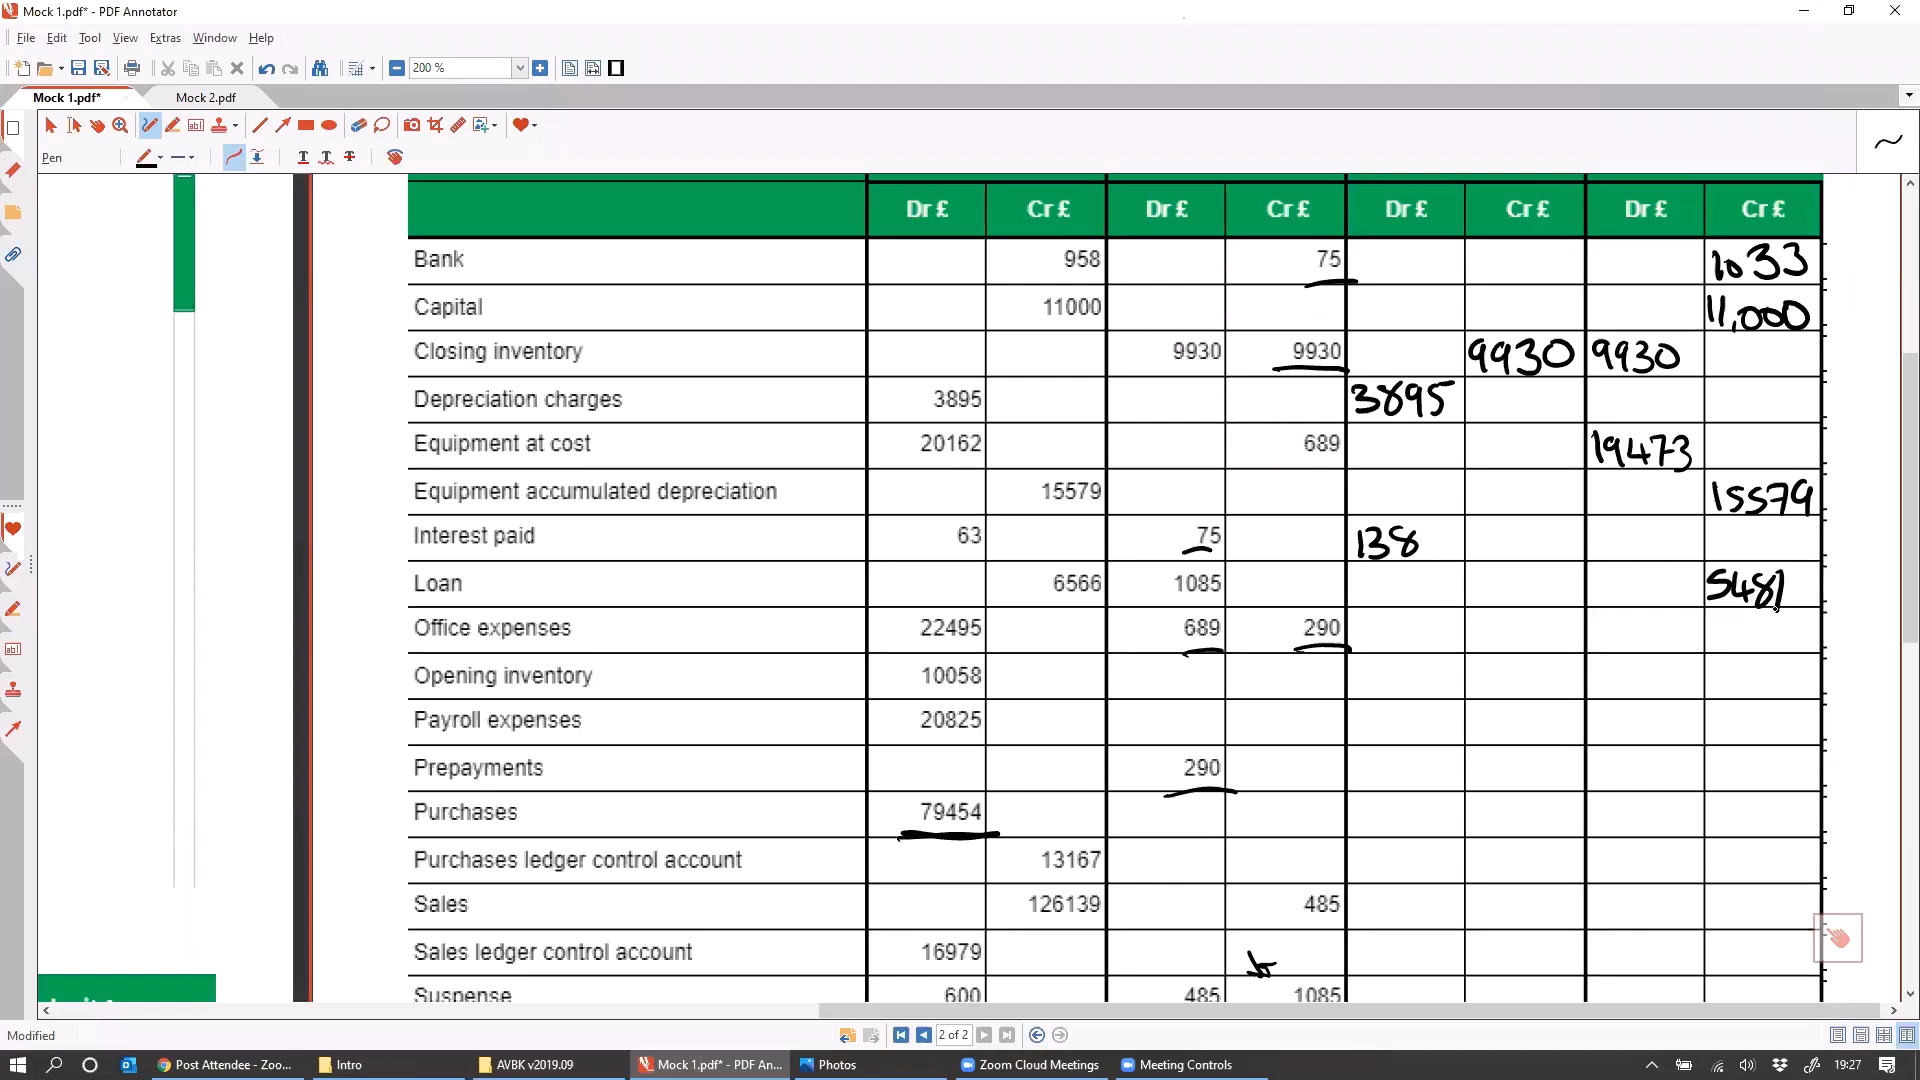 Mock 1.pdf* - PDF Annotator
File Edit Tool View Extras Window Help
200 %
Mock 1.pdf* Mock 2.pdf
Pen
Dr £ Cr £ Dr £ Cr £ Dr £ Cr £ Dr £ Cr £
Bank 958 75 1033
Capital 11000 11,000
Closing inventory 9930 9930 9930 9930
Depreciation charges 3895 3895
Equipment at cost 20162 689 19473
Equipment accumulated depreciation 15579 15579
Interest paid 63 75 138
Loan 6566 1085 5481
Office expenses 22495 689 290
Opening inventory 10058
Payroll expenses 20825
Prepayments 290
Purchases 79454
Purchases ledger control account 13167
Sales 126139 485
Sales ledger control account 16979
Suspense 600 485 1085
Modified 2 of 2
Post Attendee - Zoo... Intro AVBK v2019.09 Mock 1.pdf* - PDF An... Photos Zoom Cloud Meetings Meeting Controls 19:27